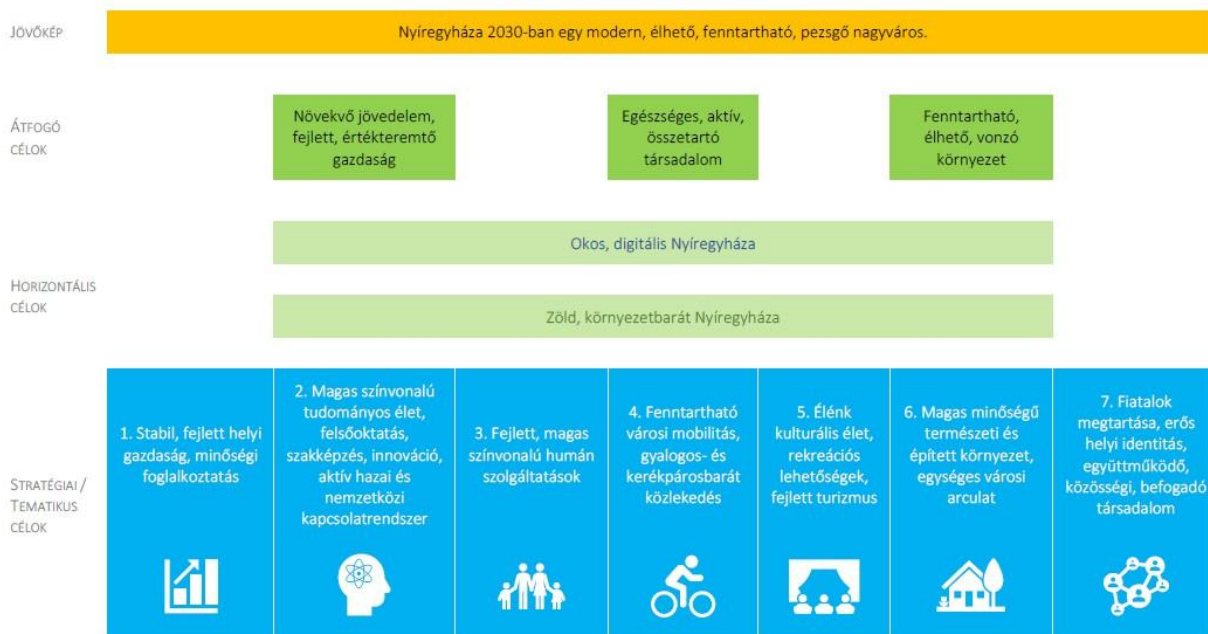 JÖVŐKÉP
Nyíregyháza 2030-ban egy modern, élhető, fenntartható, pezsgő nagyváros.
ÁTFOGÓ
CÉLOK
Növekvő jövedelem,
fejlett, értékteremtő
gazdaság
Egészséges, aktív,
összetartó
társadalom
Fenntartható,
élhető, vonzó
környezet
HORIZONTÁLIS
CÉLOK
Okos, digitális Nyíregyháza
Zöld, környezetbarát Nyíregyháza
STRATÉGIAI /
TEMATIKUS
CÉLOK
1. Stabil, fejlett helyi
gazdaság, minőségi
foglalkoztatás
2. Magas színvonalú
tudományos élet,
felsőoktatás,
szakképzés, innováció,
aktív hazai és
nemzetközi
kapcsolatrendszer
3. Fejlett, magas
színvonalú humán
szolgáltatások
4. Fenntartható
városi mobilitás,
gyalogos- és
kerékpárosbarát
közlekedés
5. Élénk
kulturális élet,
rekreációs
lehetőségek,
fejlett turizmus
6. Magas minőségű
természeti és
épített környezet,
egységes városi
arculat
7. Fiatalok
megtartása, erős
helyi identitás,
együttműködő,
közösségi, befogadó
társadalom